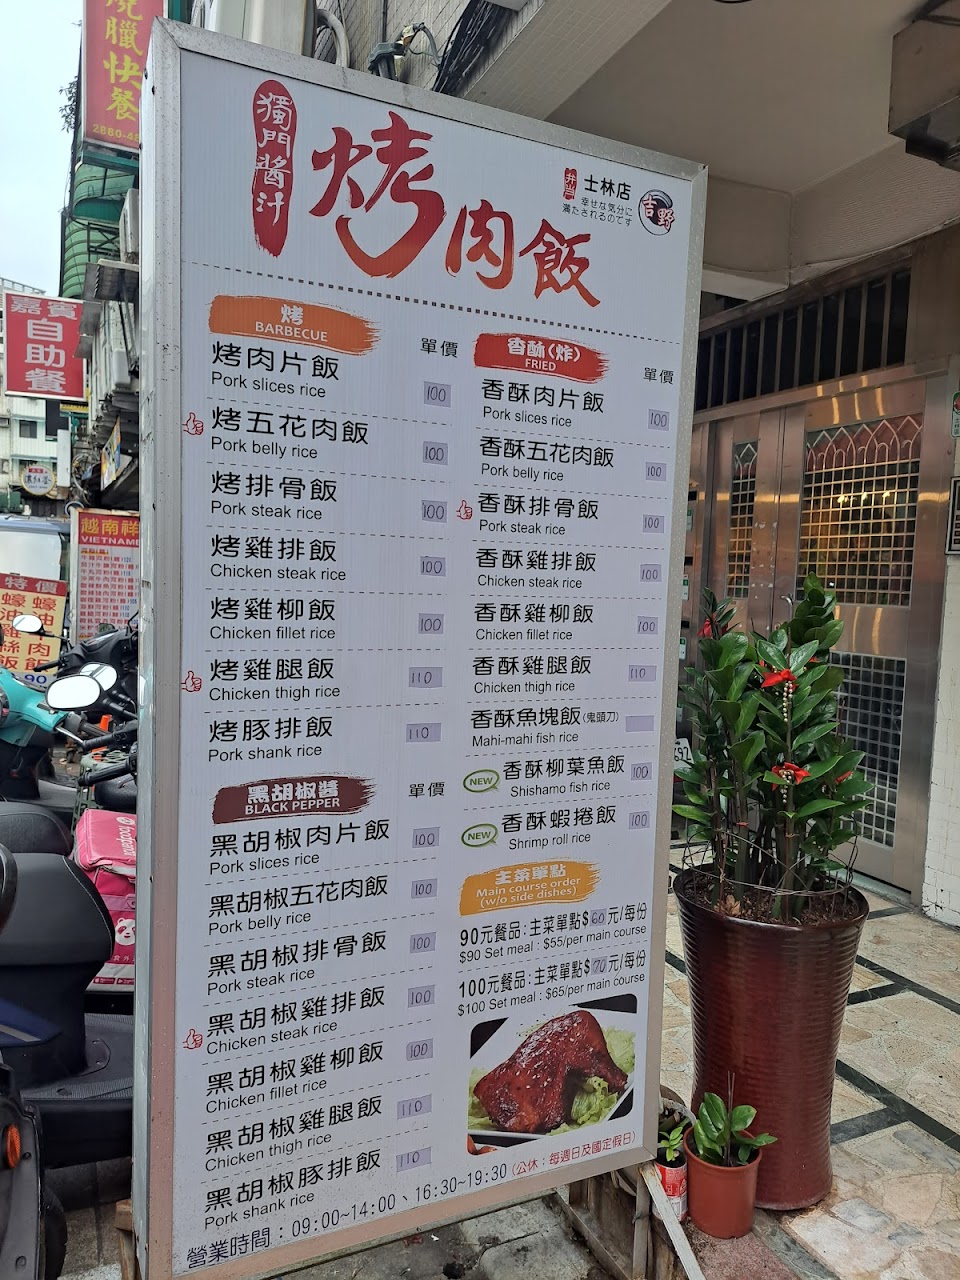 燒臘快餐
2880-48
嘉賓
自助餐
越南祥
VIETNAME
特價
蠔油雞絲飯
蠔油肉飯
90
獨門醬汁
烤肉飯
弁当
士林店
幸せな気分に
満たされるのです
吉野
烤
BARBECUE
單價
烤肉片飯 100
Pork slices rice
烤五花肉飯 100
Pork belly rice
烤排骨飯 100
Pork steak rice
烤雞排飯 100
Chicken steak rice
烤雞柳飯 100
Chicken fillet rice
烤雞腿飯 110
Chicken thigh rice
烤豚排飯 110
Pork shank rice
黑胡椒醬
BLACK PEPPER
單價
黑胡椒肉片飯 100
Pork slices rice
黑胡椒五花肉飯 100
Pork belly rice
黑胡椒排骨飯 100
Pork steak rice
黑胡椒雞排飯 100
Chicken steak rice
黑胡椒雞柳飯 100
Chicken fillet rice
黑胡椒雞腿飯 110
Chicken thigh rice
黑胡椒豚排飯 110
Pork shank rice
香酥(炸)
FRIED
單價
香酥肉片飯 100
Pork slices rice
香酥五花肉飯 100
Pork belly rice
香酥排骨飯 100
Pork steak rice
香酥雞排飯 100
Chicken steak rice
香酥雞柳飯 100
Chicken fillet rice
香酥雞腿飯 110
Chicken thigh rice
香酥魚塊飯(鬼頭刀)
Mahi-mahi fish rice
NEW 香酥柳葉魚飯 100
Shishamo fish rice
NEW 香酥蝦捲飯 100
Shrimp roll rice
主菜單點
Main course order
(w/o side dishes)
90元餐品:主菜單點$60元/每份
$90 Set meal : $55/per main course
100元餐品:主菜單點$70元/每份
$100 Set meal : $65/per main course
營業時間:09:00~14:00、16:30~19:30(公休:每週日及國定假日)